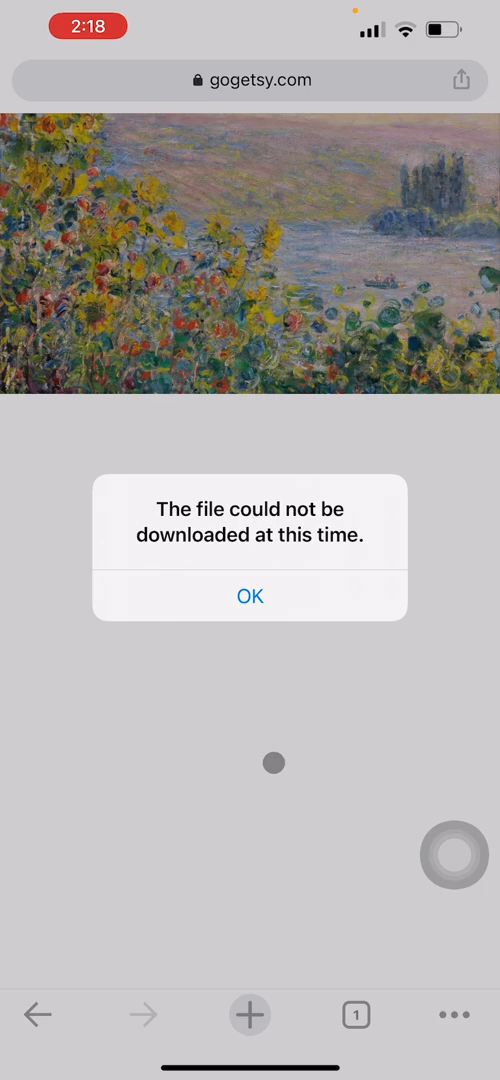 2:18
gogetsy.com
The file could not be
downloaded at this time.
OK
1